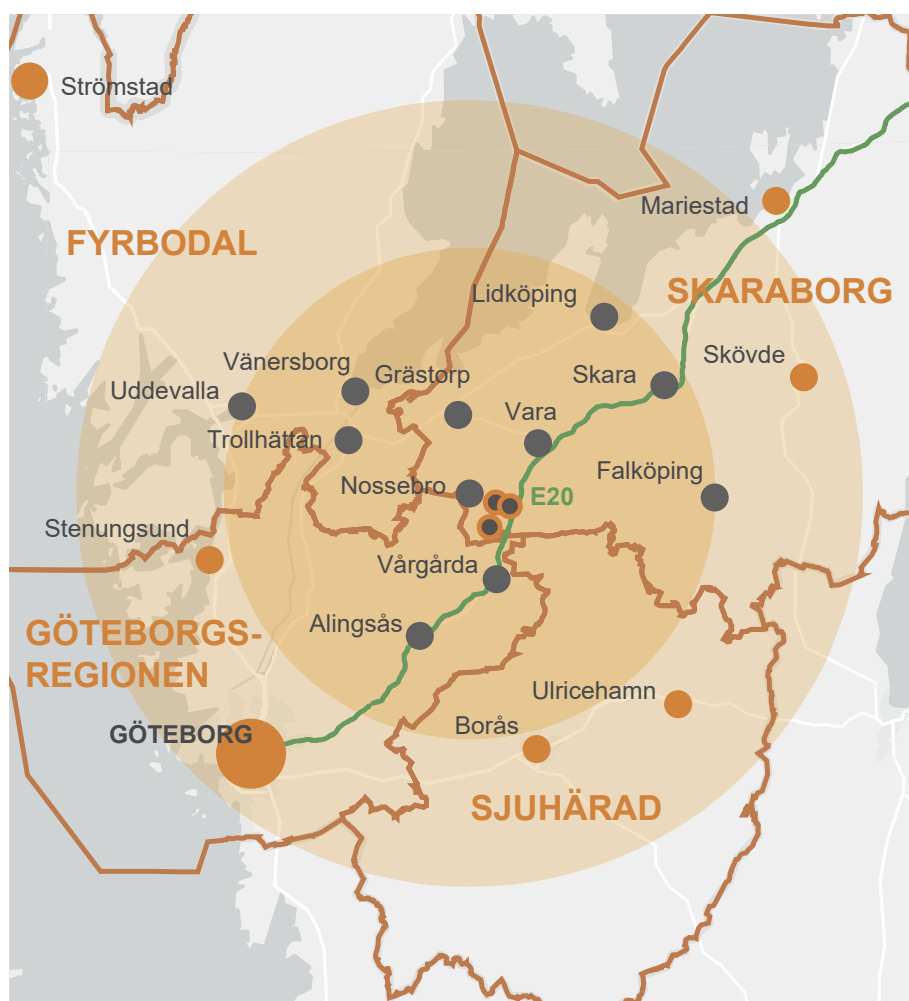 Strömstad
Mariestad
FYRBODAL
SKARABORG
Lidköping
Vänersborg
Grästorp
Skara
Skövde
Uddevalla
Trollhättan
Vara
Nossebro
E20
Falköping
Stenungsund
Vårgårda
Alingsås
GÖTEBORGS-
REGIONEN
Ulricehamn
GÖTEBORG
Borås
SJUHÄRAD